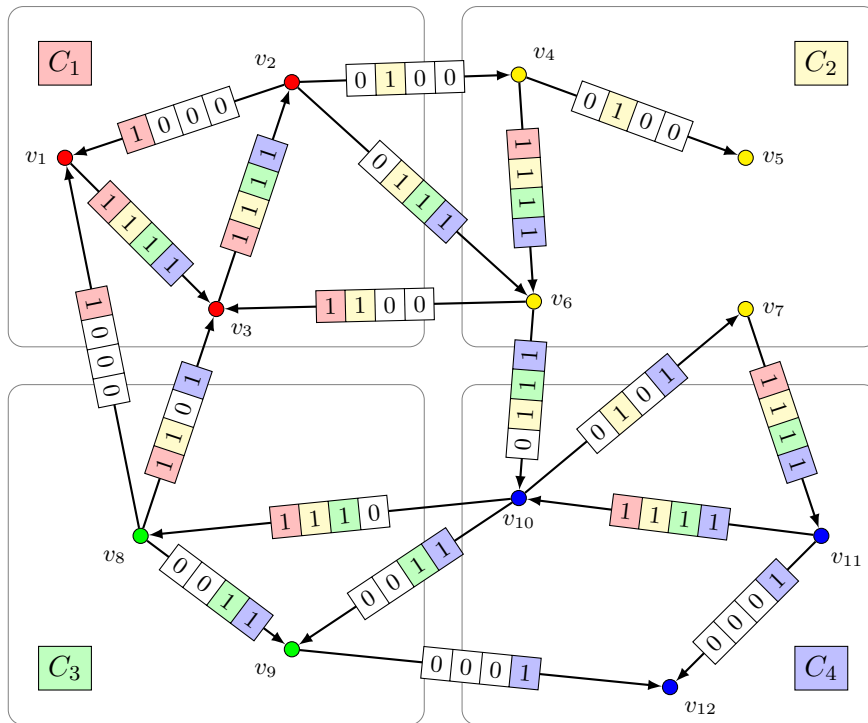 C1
C2
v2
v4
0 1 0 0
1 0 0 0
0 1 0 0
v1
v5
1 1 1 1
1 1 1 1
0 1 1 1
1 1 1 1
v3
1 1 0 0
v6
v7
1 0 0 0
1 1 0 1
0 1 1 1
0 1 0 1
1 1 1 1
1 1 1 0
v10
1 1 1 1
v11
v8
0 0 1 1
0 0 1 1
0 0 0 1
v9
0 0 0 1
C3
C4
v12